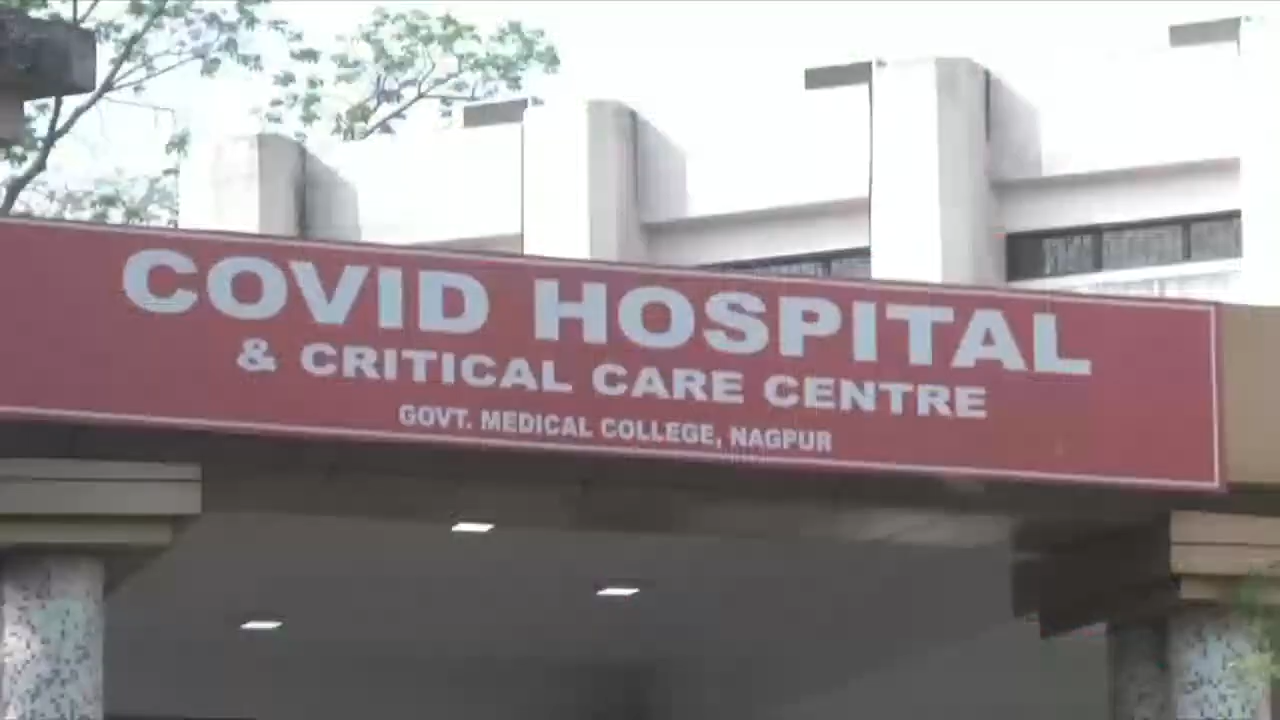 COVID HOSPITAL
& CRITICAL CARE CENTRE
GOVT. MEDICAL COLLEGE, NAGPUR